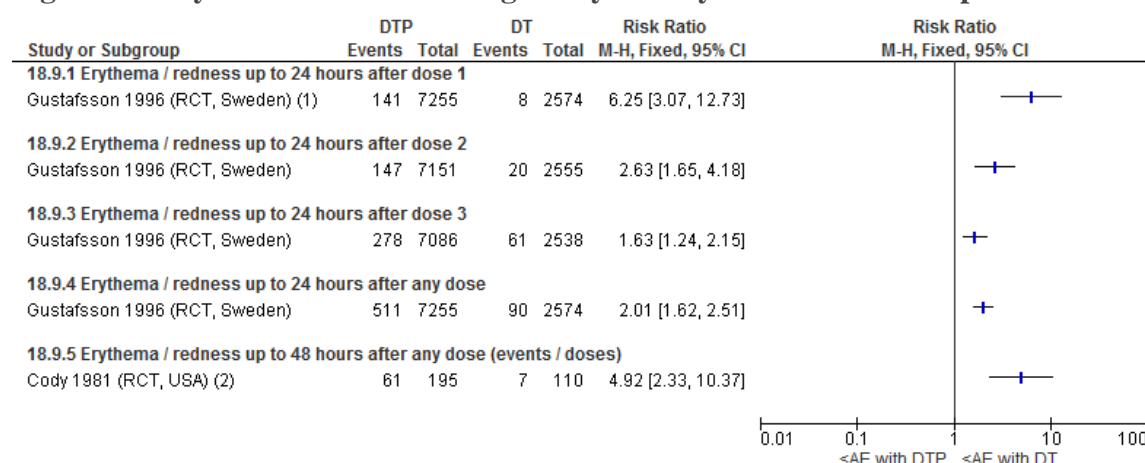 DTP DT Risk Ratio Risk Ratio
Study or Subgroup Events Total Events Total M-H, Fixed, 95% CI M-H, Fixed, 95% CI
18.9.1 Erythema / redness up to 24 hours after dose 1
Gustafsson 1996 (RCT, Sweden) (1) 141 7255 8 2574 6.25 [3.07, 12.73]
18.9.2 Erythema / redness up to 24 hours after dose 2
Gustafsson 1996 (RCT, Sweden) 147 7151 20 2555 2.63 [1.65, 4.18]
18.9.3 Erythema / redness up to 24 hours after dose 3
Gustafsson 1996 (RCT, Sweden) 278 7086 61 2538 1.63 [1.24, 2.15]
18.9.4 Erythema / redness up to 24 hours after any dose
Gustafsson 1996 (RCT, Sweden) 511 7255 90 2574 2.01 [1.62, 2.51]
18.9.5 Erythema / redness up to 48 hours after any dose (events / doses)
Cody 1981 (RCT, USA) (2) 61 195 7 110 4.92 [2.33, 10.37]
0.01 0.1 1 10 100
<AE with DTP <AE with DT